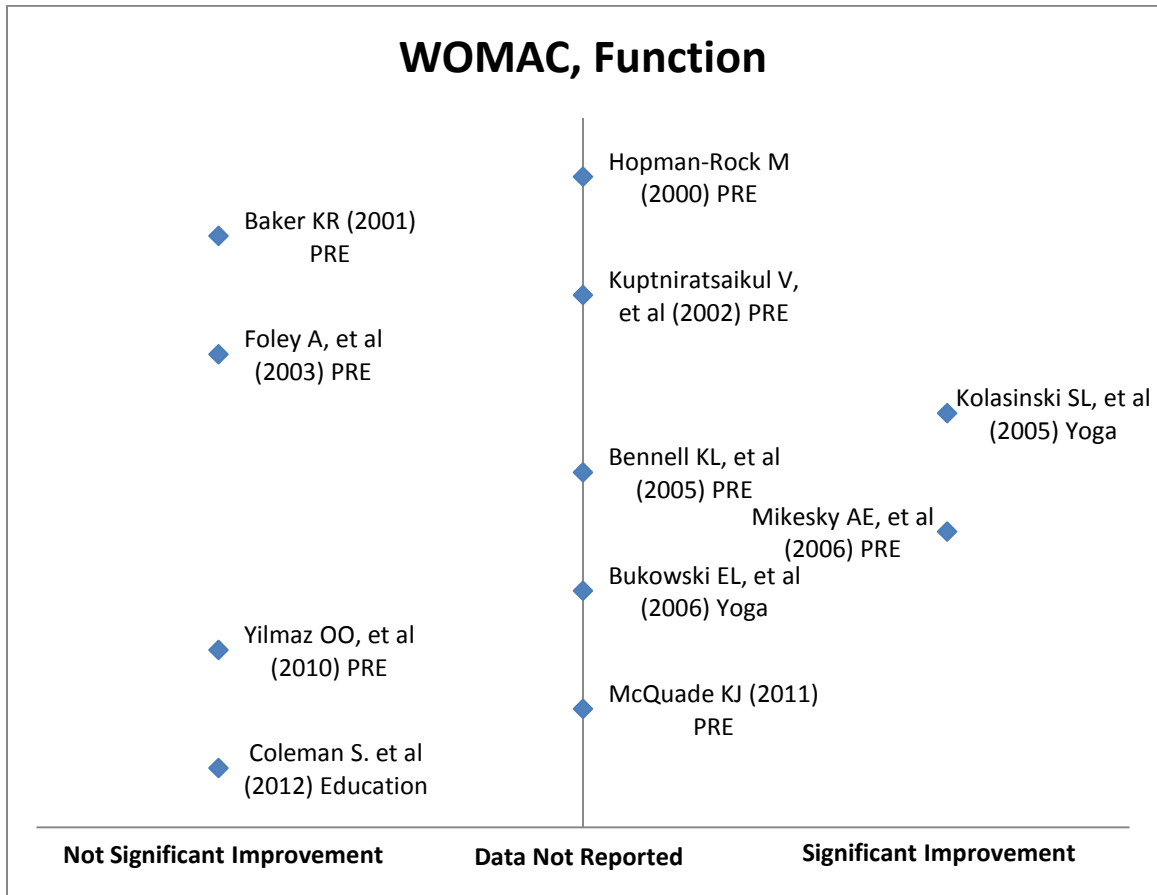 WOMAC, Function
Hopman-Rock M
(2000) PRE
Baker KR (2001)
PRE
Kuptniratsaikul V,
et al (2002) PRE
Foley A, et al
(2003) PRE
Kolasinski SL, et al
(2005) Yoga
Bennell KL, et al
(2005) PRE
Mikesky AE, et al
(2006) PRE
Bukowski EL, et al
(2006) Yoga
Yilmaz OO, et al
(2010) PRE
McQuade KJ (2011)
PRE
Coleman S. et al
(2012) Education
Not Significant Improvement
Data Not Reported
Significant Improvement